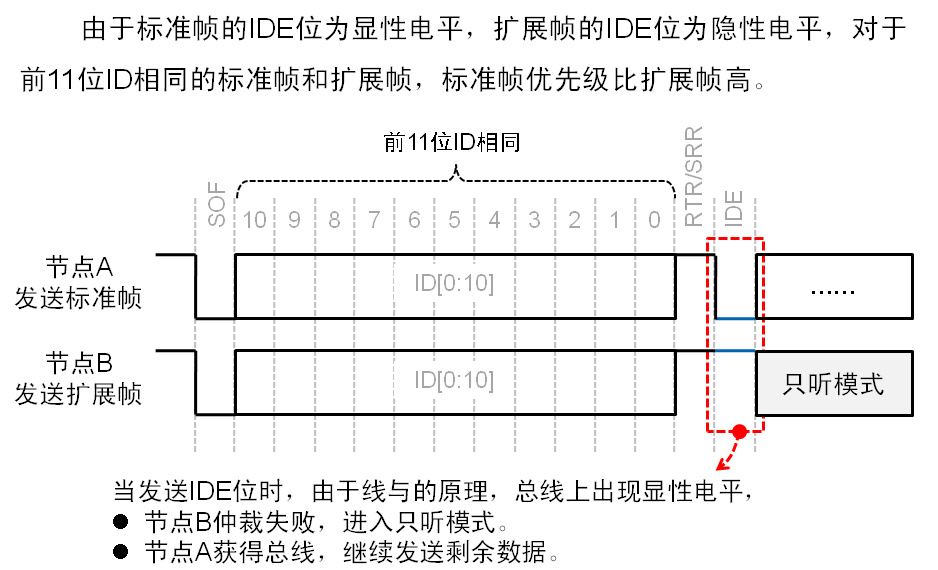 由于标准帧的IDE位为显性电平，扩展帧的IDE位为隐性电平，对于
前11位ID相同的标准帧和扩展帧，标准帧优先级比扩展帧高。
前11位ID相同
SOF
10 9 8 7 6 5 4 3 2 1 0
RTR/SRR
IDE
节点A
发送标准帧
ID[0:10]
……
节点B
发送扩展帧
ID[0:10]
只听模式
当发送IDE位时，由于线与的原理，总线上出现显性电平，
● 节点B仲裁失败，进入只听模式。
● 节点A获得总线，继续发送剩余数据。